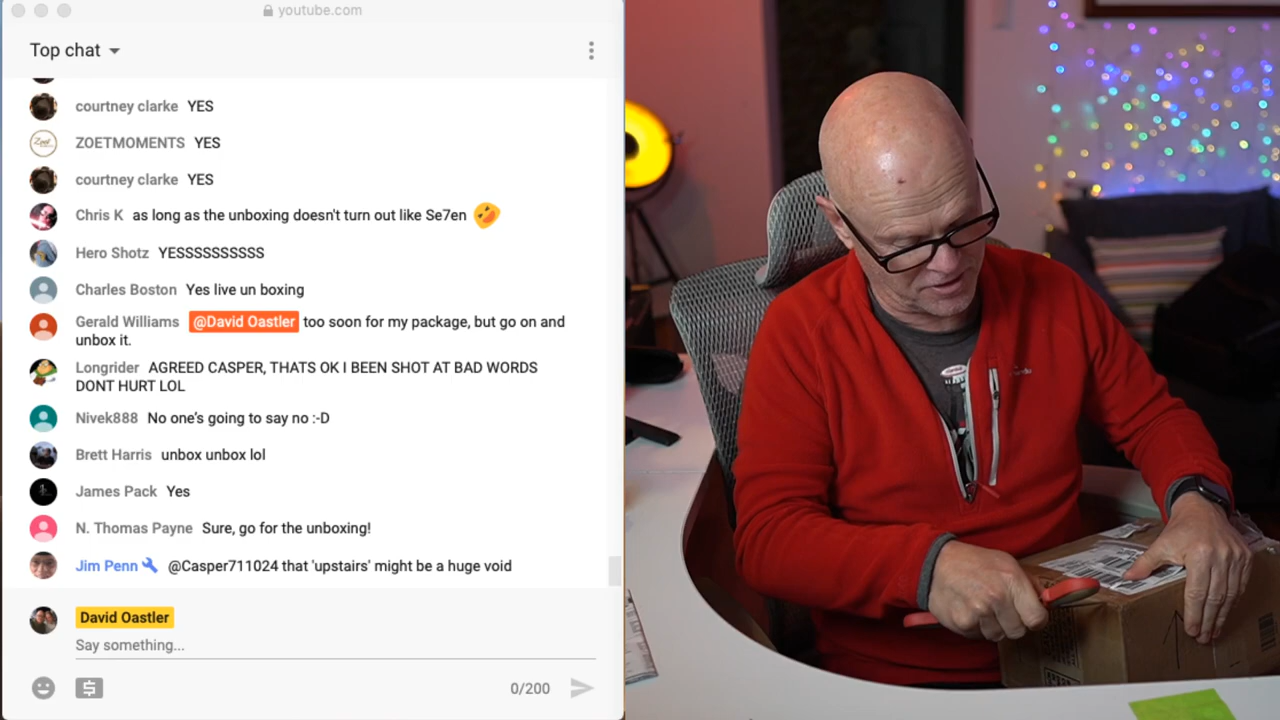 youtube.com
Top chat
courtney clarke YES
ZOETMOMENTS YES
courtney clarke YES
Chris K as long as the unboxing doesn't turn out like Se7en
Hero Shotz YESSSSSSSSSS
Charles Boston Yes live un boxing
Gerald Williams @David Oastler too soon for my package, but go on and
unbox it.
Longrider AGREED CASPER, THATS OK I BEEN SHOT AT BAD WORDS
DONT HURT LOL
Nivek888 No one's going to say no :-D
Brett Harris unbox unbox lol
James Pack Yes
N. Thomas Payne Sure, go for the unboxing!
Jim Penn @Casper711024 that 'upstairs' might be a huge void
David Oastler
Say something...
0/200